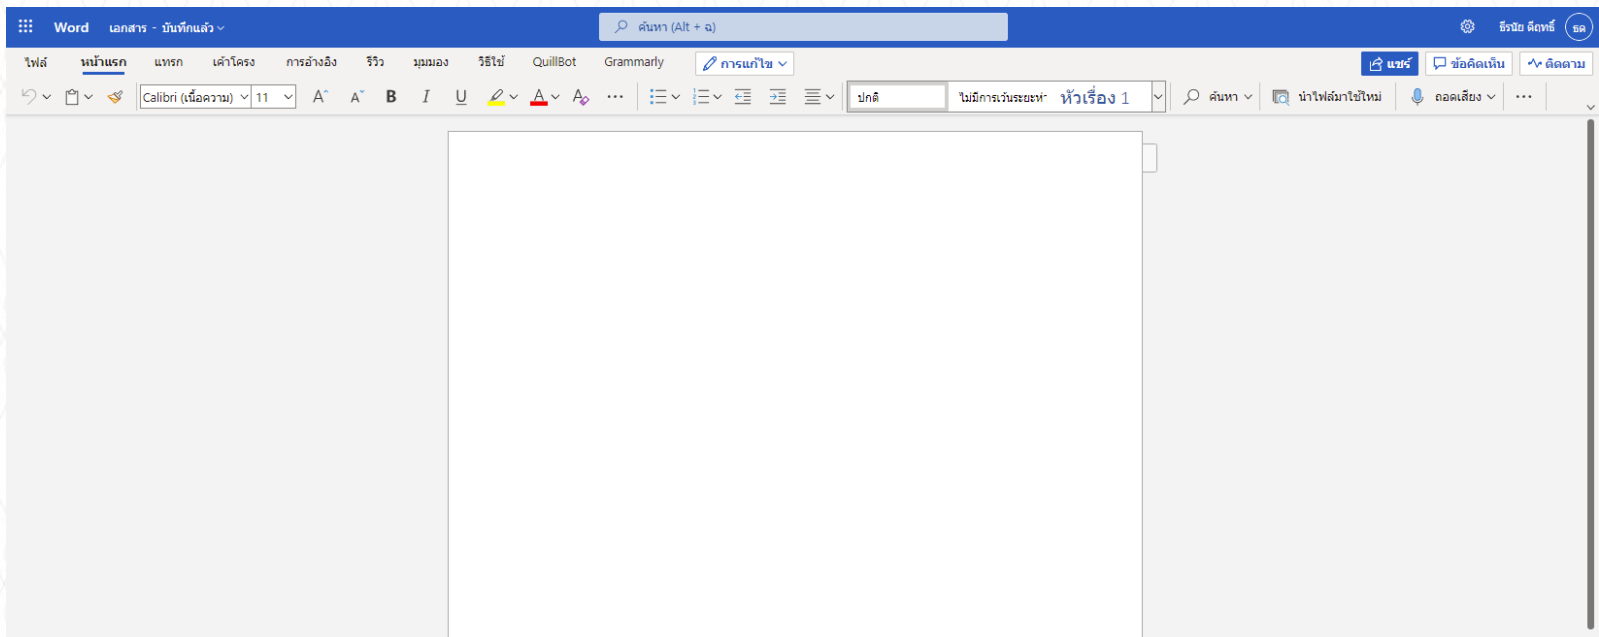 Word เอกสาร - บันทึกแล้ว ค้นหา (Alt + ฉ) ธีรนัย ดีฤทธิ์ ธด
ไฟล์ หน้าแรก แทรก เค้าโครง การอ้างอิง รีวิว มุมมอง วิธีใช้ QuillBot Grammarly การแก้ไข แชร์ ข้อคิดเห็น ติดตาม
Calibri (เนื้อความ) 11 A A B I U A A ปกติ ไม่มีการเว้นระยะห่ หัวเรื่อง 1 ค้นหา นำไฟล์มาใช้ใหม่ ถอดเสียง